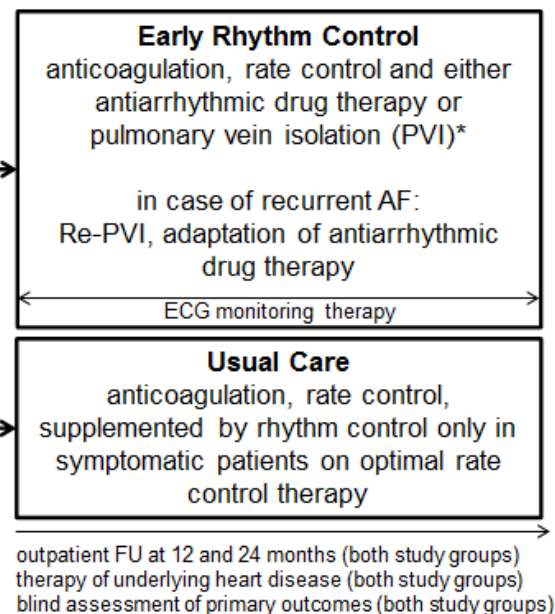 Early Rhythm Control
anticoagulation, rate control and either
antiarrhythmic drug therapy or
pulmonary vein isolation (PVI)*
in case of recurrent AF:
Re-PVI, adaptation of antiarrhythmic
drug therapy
ECG monitoring therapy
Usual Care
anticoagulation, rate control,
supplemented by rhythm control only in
symptomatic patients on optimal rate
control therapy
outpatient FU at 12 and 24 months (both study groups)
therapy of underlying heart disease (both study groups)
blind assessment of primary outcomes (both study groups)